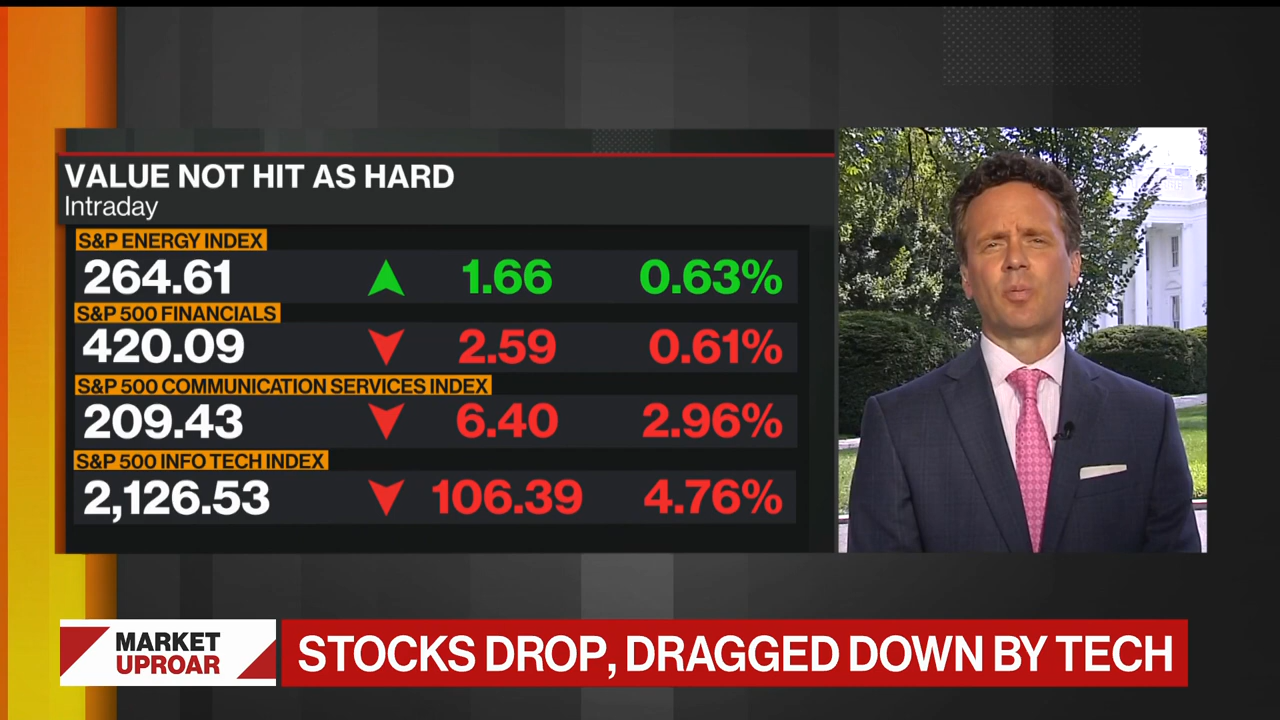 VALUE NOT HIT AS HARD
Intraday
S&P ENERGY INDEX
264.61 1.66 0.63%
S&P 500 FINANCIALS
420.09 2.59 0.61%
S&P 500 COMMUNICATION SERVICES INDEX
209.43 6.40 2.96%
S&P 500 INFO TECH INDEX
2,126.53 106.39 4.76%
MARKET
UPROAR
STOCKS DROP, DRAGGED DOWN BY TECH